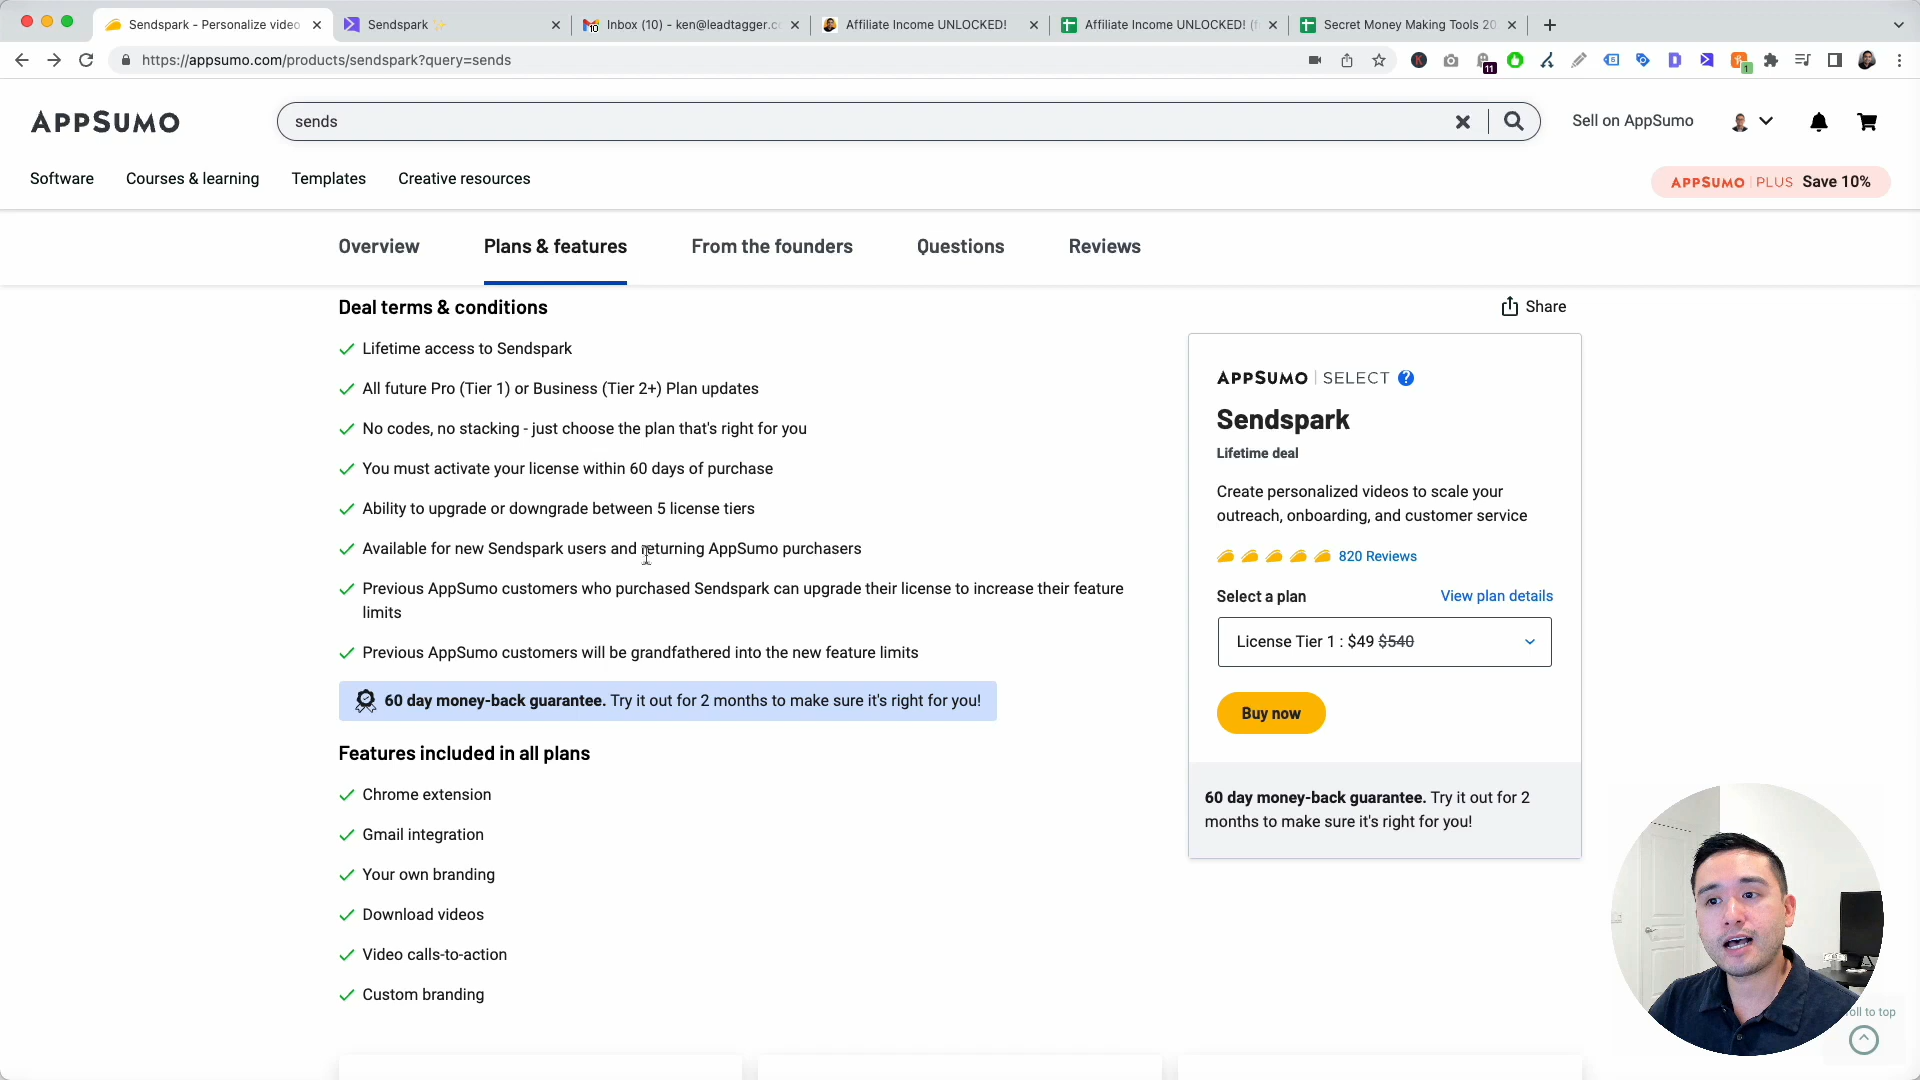 Sendspark - Personalize video
Sendspark ✨
Inbox (10) - ken@leadtagger.c
Affiliate Income UNLOCKED!
Affiliate Income UNLOCKED! (f
Secret Money Making Tools 20
https://appsumo.com/products/sendspark?query=sends
11
1
APPSUMO
sends
Sell on AppSumo
Software
Courses & learning
Templates
Creative resources
APPSUMO | PLUS Save 10%
Overview
Plans & features
From the founders
Questions
Reviews
Deal terms & conditions
Share
Lifetime access to Sendspark
All future Pro (Tier 1) or Business (Tier 2+) Plan updates
No codes, no stacking - just choose the plan that's right for you
You must activate your license within 60 days of purchase
Ability to upgrade or downgrade between 5 license tiers
Available for new Sendspark users and returning AppSumo purchasers
Previous AppSumo customers who purchased Sendspark can upgrade their license to increase their feature
limits
Previous AppSumo customers will be grandfathered into the new feature limits
60 day money-back guarantee. Try it out for 2 months to make sure it's right for you!
Features included in all plans
Chrome extension
Gmail integration
Your own branding
Download videos
Video calls-to-action
Custom branding
APPSUMO | SELECT ?
Sendspark
Lifetime deal
Create personalized videos to scale your
outreach, onboarding, and customer service
820 Reviews
Select a plan
View plan details
License Tier 1 : $49 $540
Buy now
60 day money-back guarantee. Try it out for 2
months to make sure it's right for you!
oll to top